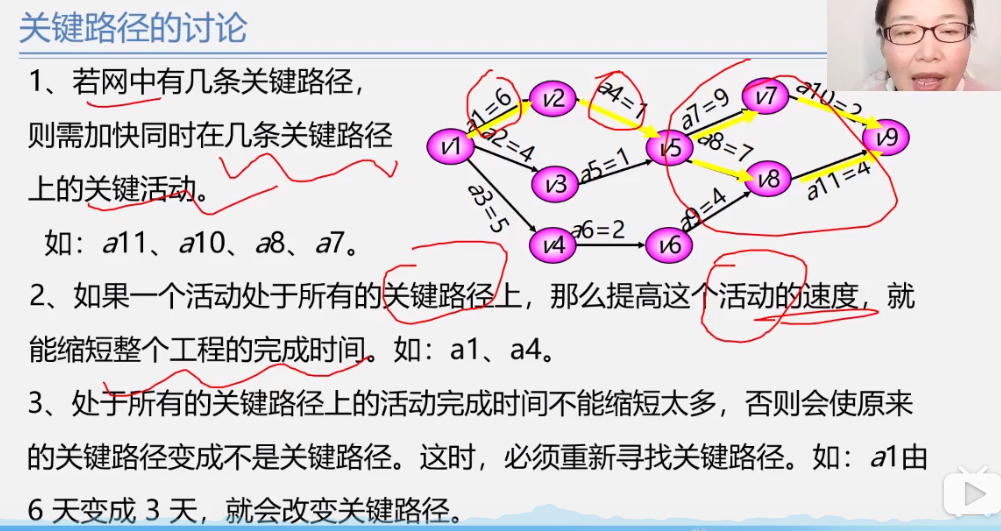 关键路径的讨论
1、若网中有几条关键路径，
则需加快同时在几条关键路径
上的关键活动。
如：a11、a10、a8、a7。
v1
v2
v3
v4
v5
v6
v7
v8
v9
a1=6
a2=4
a3=5
a4=1
a5=1
a6=2
a7=9
a8=7
a9=4
a10=2
a11=4
2、如果一个活动处于所有的关键路径上，那么提高这个活动的速度，就
能缩短整个工程的完成时间。如：a1、a4。
3、处于所有的关键路径上的活动完成时间不能缩短太多，否则会使原来
的关键路径变成不是关键路径。这时，必须重新寻找关键路径。如：a1由
6 天变成 3 天，就会改变关键路径。